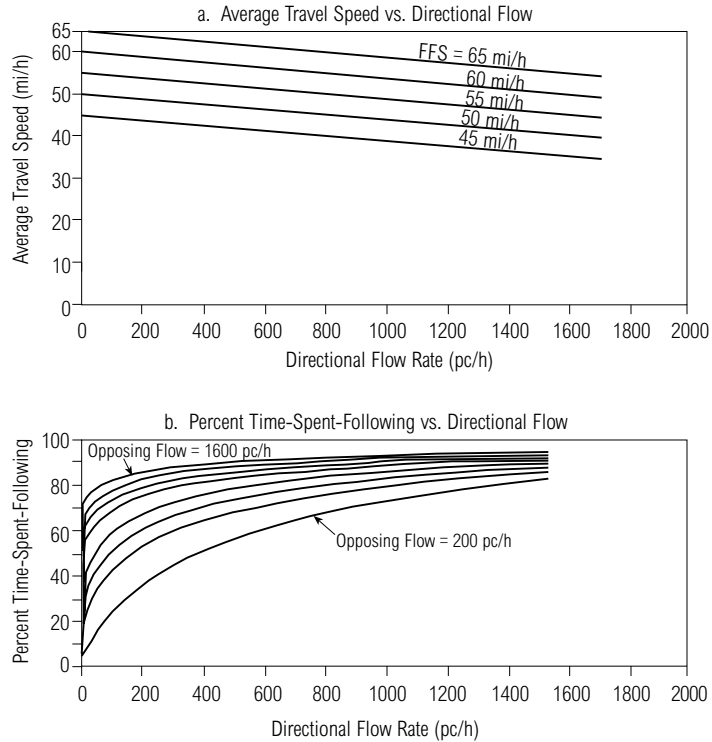 a. Average Travel Speed vs. Directional Flow
65
60
50
40
30
20
10
0
Average Travel Speed (mi/h)
FFS = 65 mi/h
60 mi/h
55 mi/h
50 mi/h
45 mi/h
0 200 400 600 800 1000 1200 1400 1600 1800 2000
Directional Flow Rate (pc/h)
b. Percent Time-Spent-Following vs. Directional Flow
100
80
60
40
20
0
Percent Time-Spent-Following
Opposing Flow = 1600 pc/h
Opposing Flow = 200 pc/h
0 200 400 600 800 1000 1200 1400 1600 1800 2000
Directional Flow Rate (pc/h)